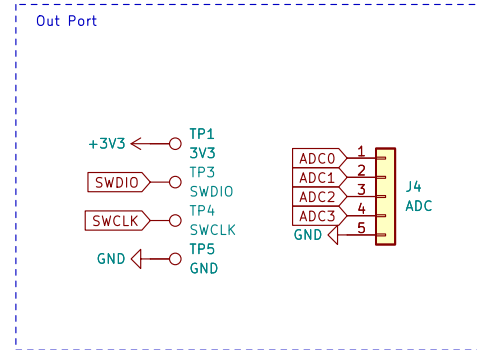 Out Port
+3V3
TP1
3V3
SWDIO
TP3
SWDIO
SWCLK
TP4
SWCLK
GND
TP5
GND
ADC0 1
ADC1 2
ADC2 3
ADC3 4
GND 5
J4
ADC